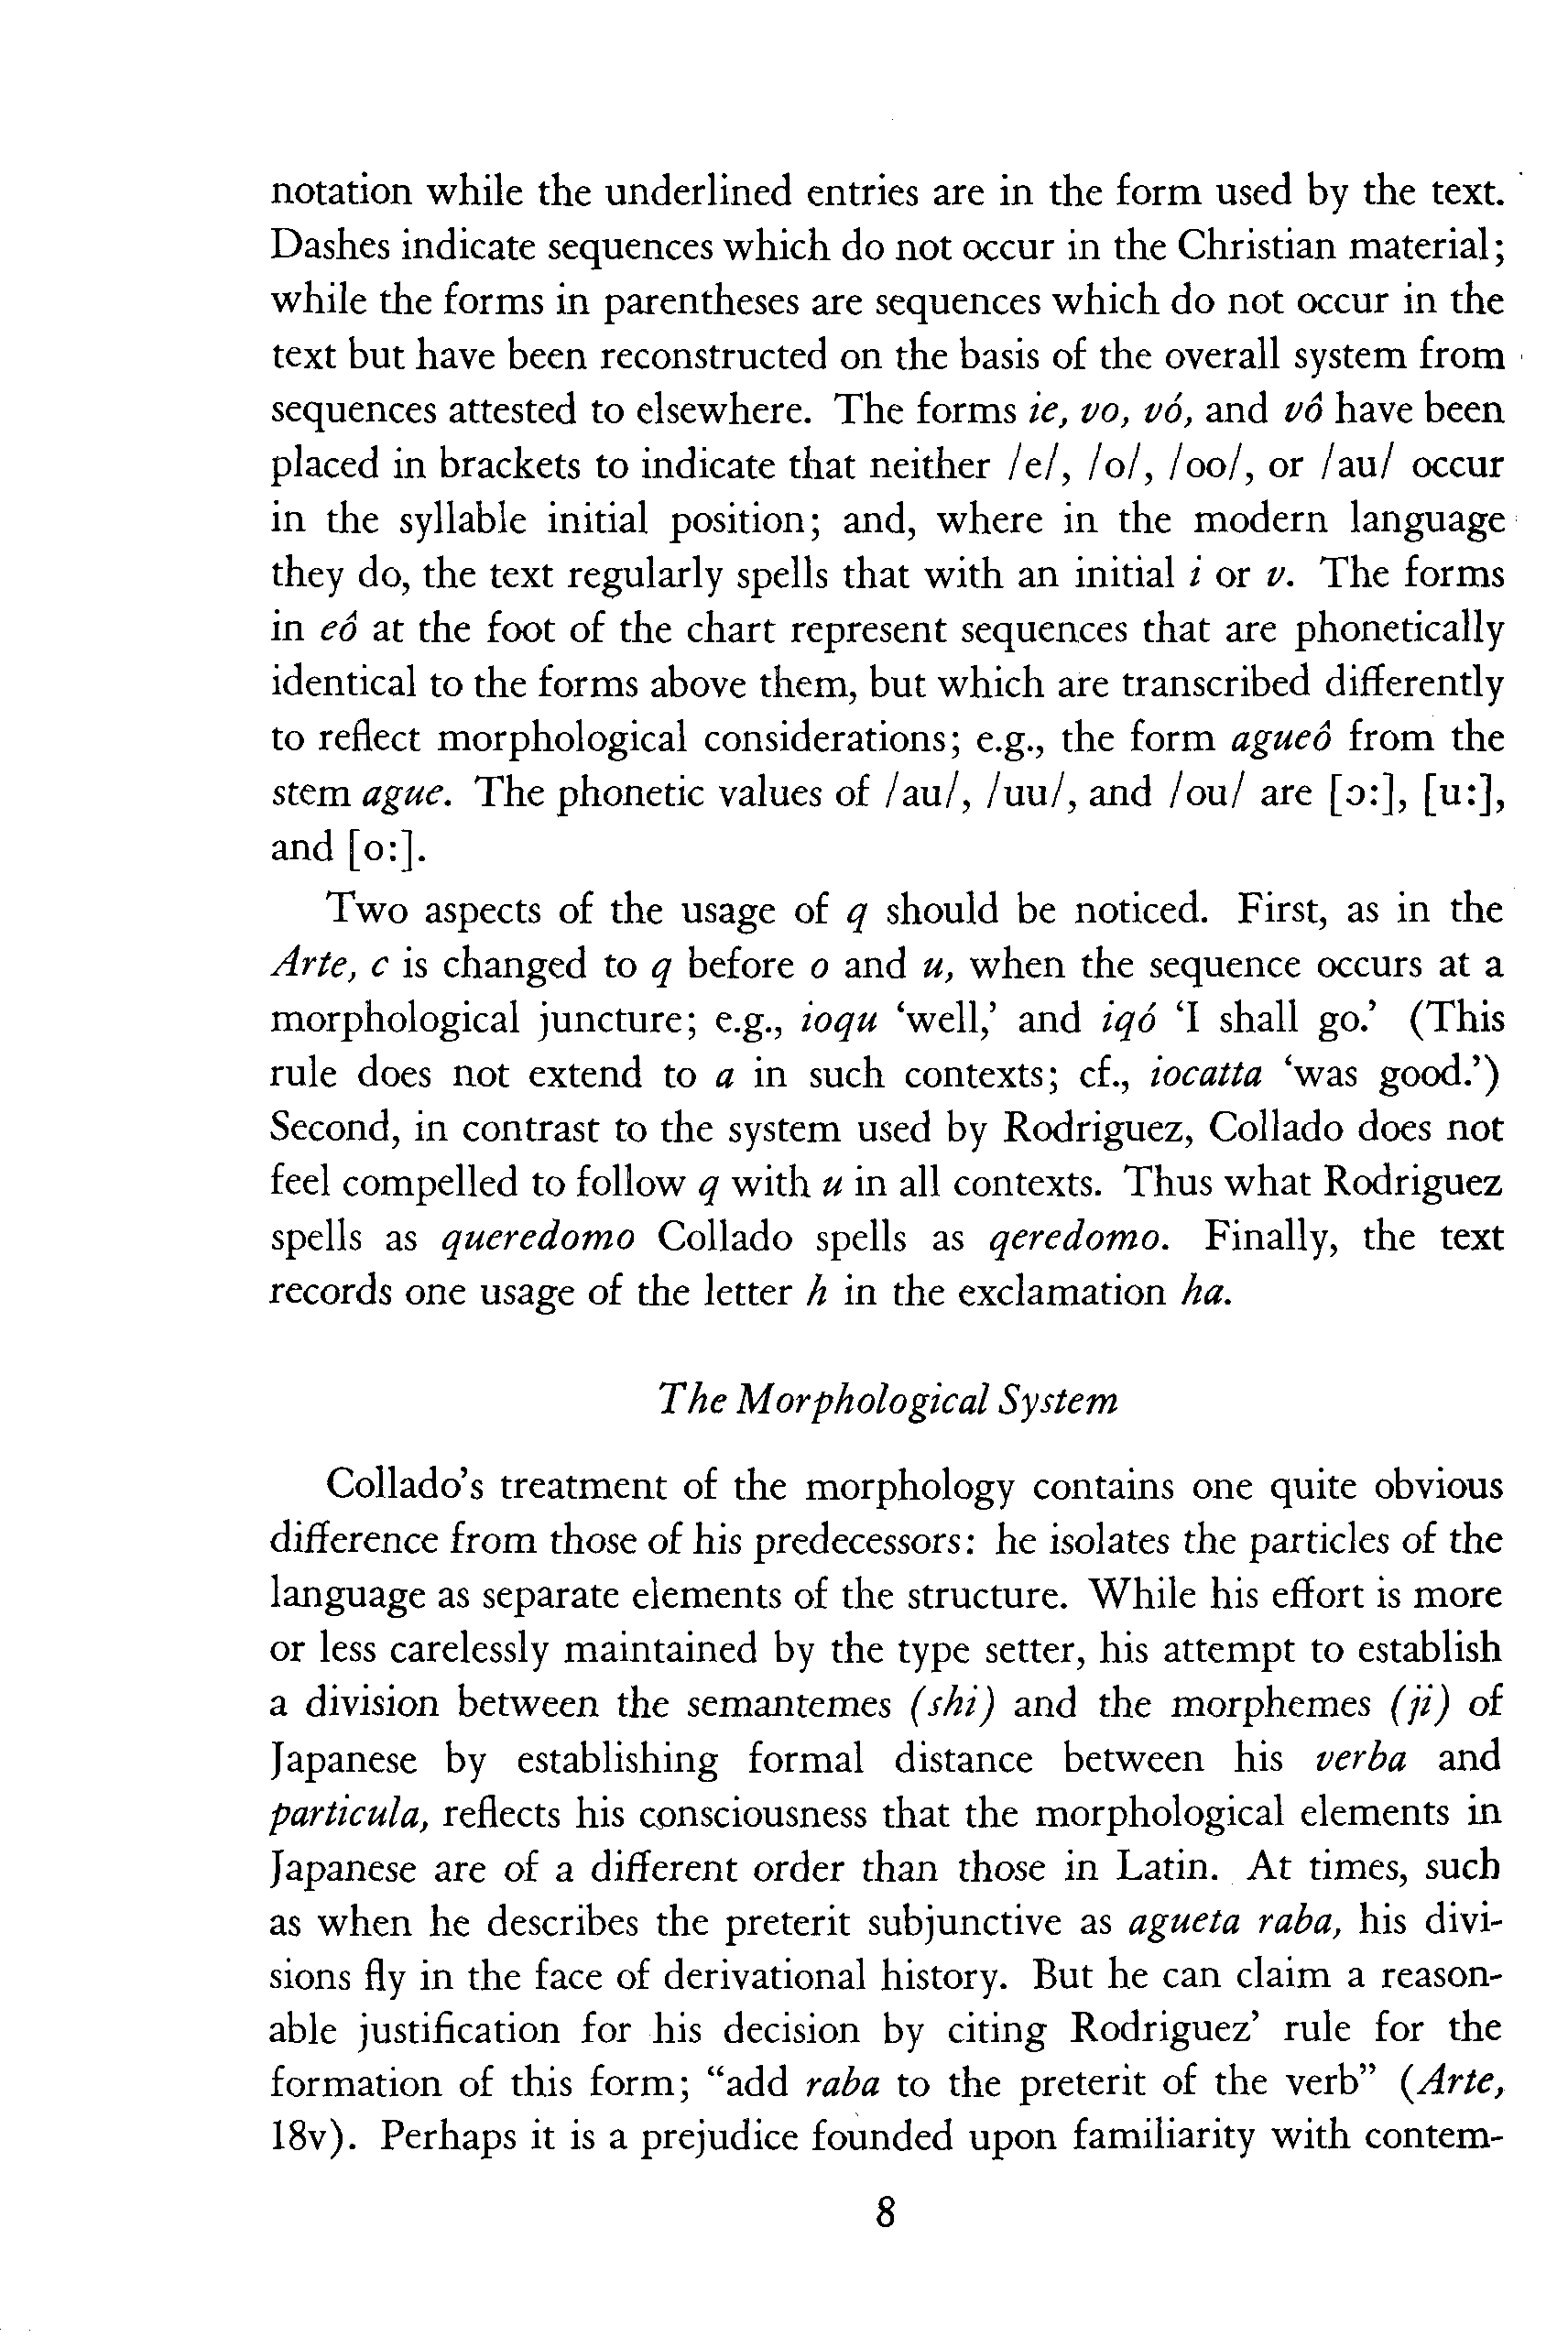 notation while the underlined entries are in the form used by the text.
Dashes indicate sequences which do not occur in the Christian material;
while the forms in parentheses are sequences which do not occur in the
text but have been reconstructed on the basis of the overall system from
sequences attested to elsewhere. The forms ie, vo, vó, and vô have been
placed in brackets to indicate that neither /e/, /o/, /oo/, or /au/ occur
in the syllable initial position; and, where in the modern language
they do, the text regularly spells that with an initial i or v. The forms
in eô at the foot of the chart represent sequences that are phonetically
identical to the forms above them, but which are transcribed differently
to reflect morphological considerations; e.g., the form agueô from the
stem ague. The phonetic values of /au/, /uu/, and /ou/ are [ɔ:], [u:],
and [o:].
Two aspects of the usage of q should be noticed. First, as in the
Arte, c is changed to q before o and u, when the sequence occurs at a
morphological juncture; e.g., ioqu ‘well,’ and iqó ‘I shall go.’ (This
rule does not extend to a in such contexts; cf., iocatta ‘was good.’)
Second, in contrast to the system used by Rodriguez, Collado does not
feel compelled to follow q with u in all contexts. Thus what Rodriguez
spells as queredomo Collado spells as qeredomo. Finally, the text
records one usage of the letter h in the exclamation ha.
The Morphological System
Collado’s treatment of the morphology contains one quite obvious
difference from those of his predecessors: he isolates the particles of the
language as separate elements of the structure. While his effort is more
or less carelessly maintained by the type setter, his attempt to establish
a division between the semantemes (shi) and the morphemes (ji) of
Japanese by establishing formal distance between his verba and
particula, reflects his consciousness that the morphological elements in
Japanese are of a different order than those in Latin. At times, such
as when he describes the preterit subjunctive as agueta raba, his divi-
sions fly in the face of derivational history. But he can claim a reason-
able justification for his decision by citing Rodriguez’ rule for the
formation of this form; “add raba to the preterit of the verb” (Arte,
18v). Perhaps it is a prejudice founded upon familiarity with contem-
8